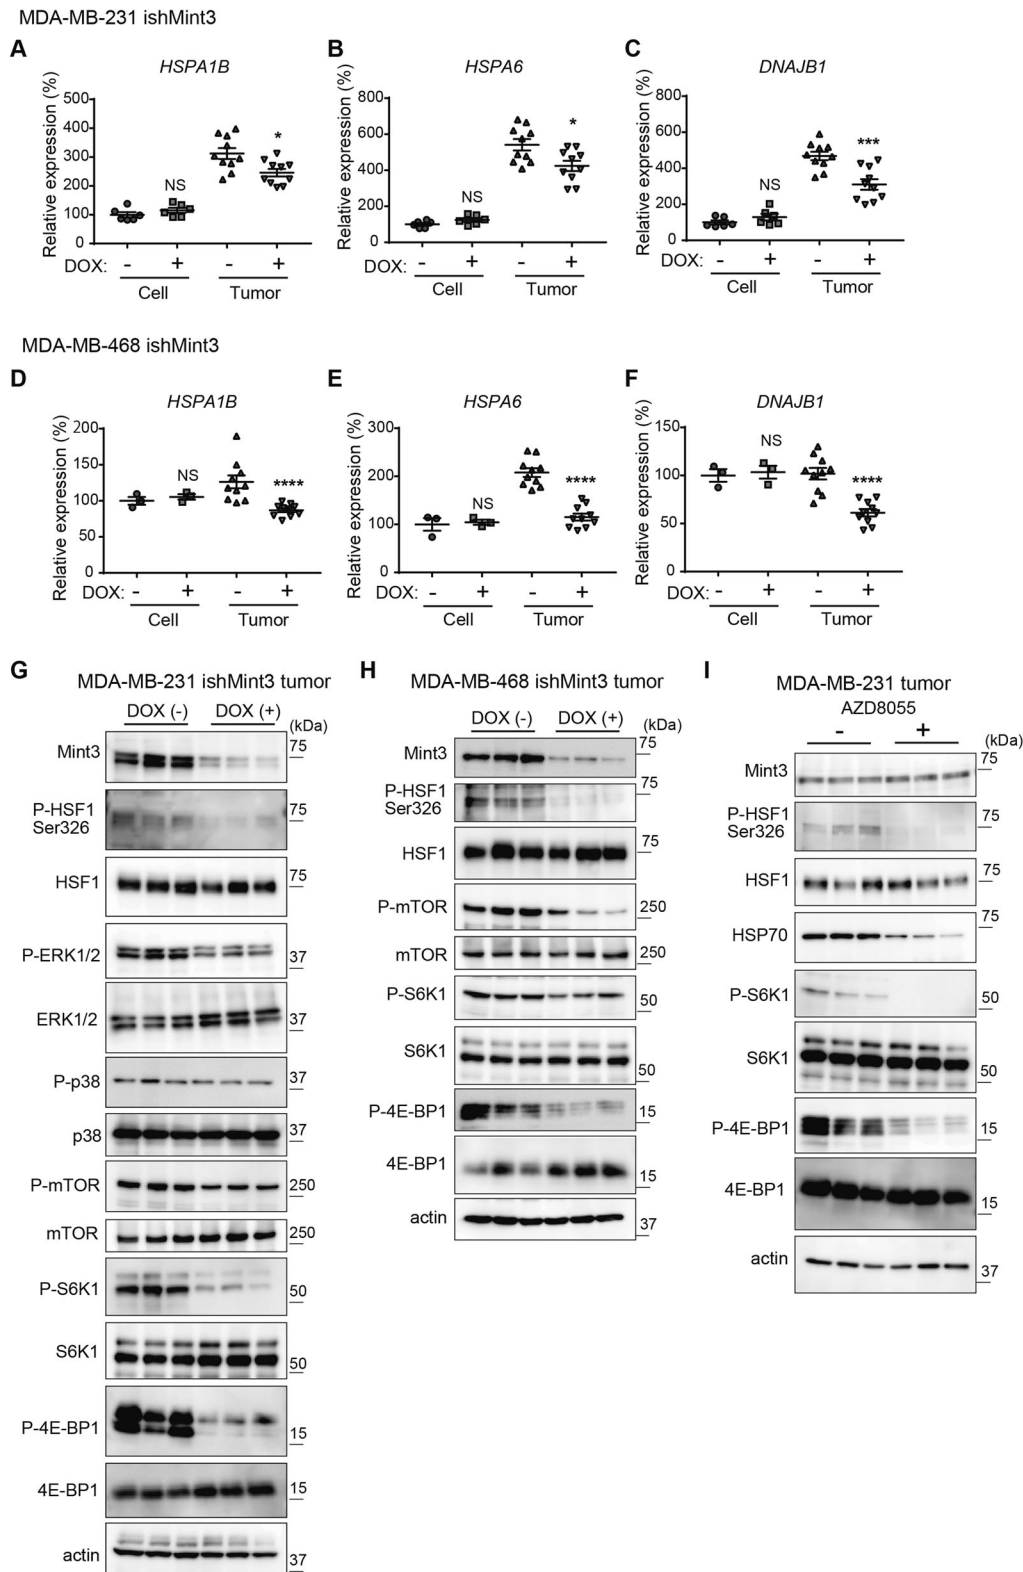 MDA-MB-231 ishMint3
A B C
HSPA1B HSPA6 DNAJB1
Relative expression (%)
500
400
300
200
100
0
NS
*
DOX: - + - +
Cell Tumor
Relative expression (%)
800
600
400
200
0
NS
*
DOX: - + - +
Cell Tumor
Relative expression (%)
800
600
400
200
0
NS
***
DOX: - + - +
Cell Tumor
MDA-MB-468 ishMint3
D E F
HSPA1B HSPA6 DNAJB1
Relative expression (%)
200
150
100
50
0
NS
****
DOX: - + - +
Cell Tumor
Relative expression (%)
300
200
100
0
NS
****
DOX: - + - +
Cell Tumor
Relative expression (%)
150
100
50
0
NS
****
DOX: - + - +
Cell Tumor
G
MDA-MB-231 ishMint3 tumor
DOX (-) DOX (+) (kDa)
Mint3 75
P-HSF1
Ser326 75
HSF1 75
P-ERK1/2 37
ERK1/2 37
P-p38 37
p38 37
P-mTOR 250
mTOR 250
P-S6K1 50
S6K1 50
P-4E-BP1 15
4E-BP1 15
actin 37
H
MDA-MB-468 ishMint3 tumor
DOX (-) DOX (+) (kDa)
Mint3 75
P-HSF1 75
Ser326
HSF1 75
P-mTOR 250
mTOR 250
P-S6K1 50
S6K1 50
P-4E-BP1 15
4E-BP1 15
actin 37
I
MDA-MB-231 tumor
AZD8055
- + (kDa)
Mint3 75
P-HSF1
Ser326 75
HSF1 75
HSP70 75
P-S6K1 50
S6K1 50
P-4E-BP1 15
4E-BP1 15
actin 37